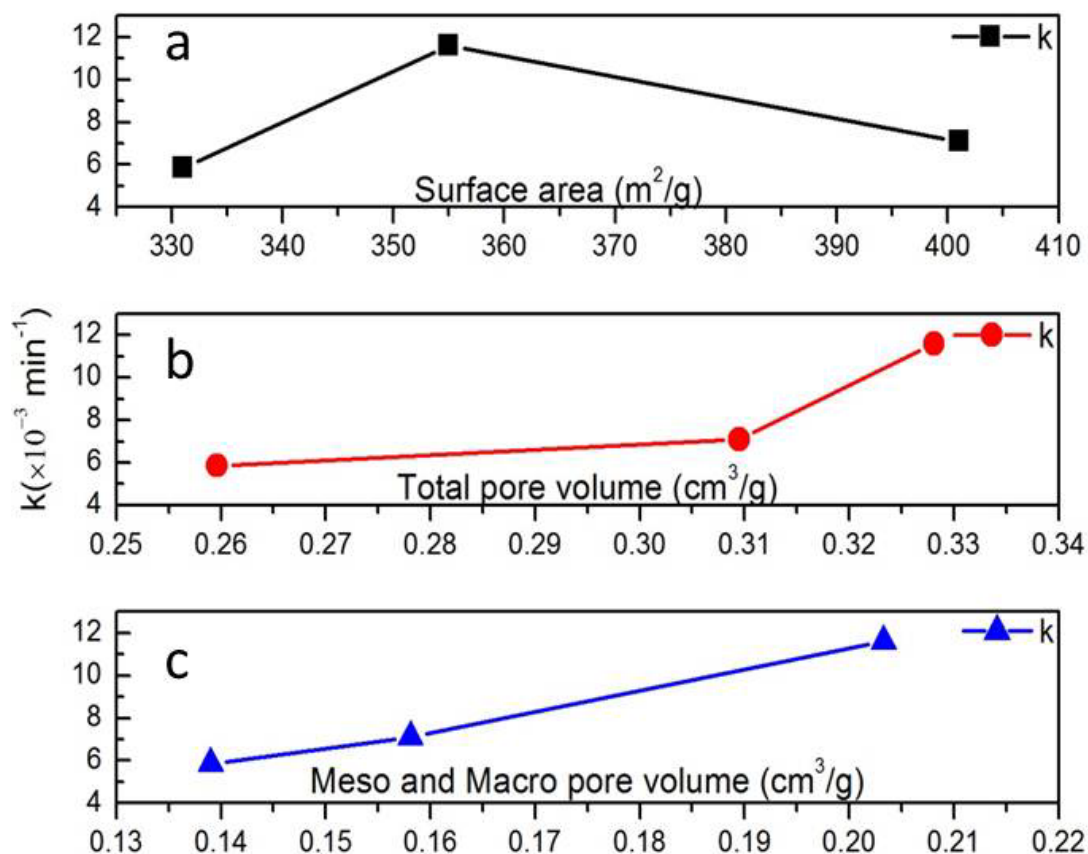 a
k
12
10
8
6
4
Surface area (m²/g)
330 340 350 360 370 380 390 400 410
k(×10⁻³ min⁻¹)
b
k
12
10
8
6
4
Total pore volume (cm³/g)
0.25 0.26 0.27 0.28 0.29 0.30 0.31 0.32 0.33 0.34
c
k
12
10
8
6
4
Meso and Macro pore volume (cm³/g)
0.13 0.14 0.15 0.16 0.17 0.18 0.19 0.20 0.21 0.22